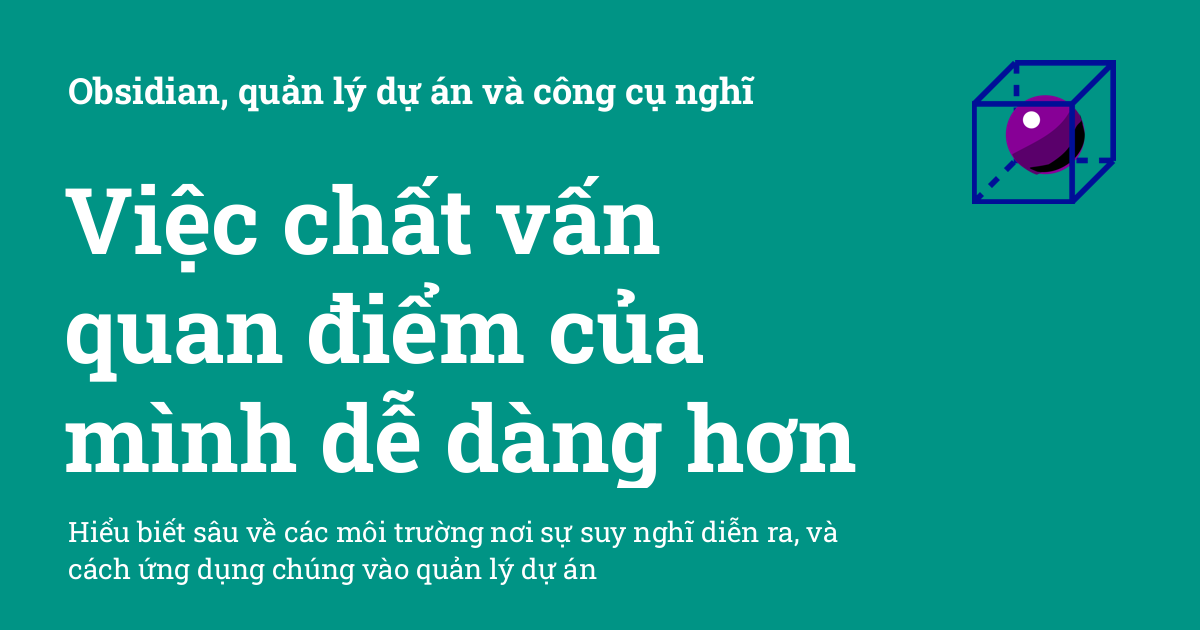 Obsidian, quản lý dự án và công cụ nghĩ
Việc chất vấn
quan điểm của
mình dễ dàng hơn
Hiểu biết sâu về các môi trường nơi sự suy nghĩ diễn ra, và
cách ứng dụng chúng vào quản lý dự án